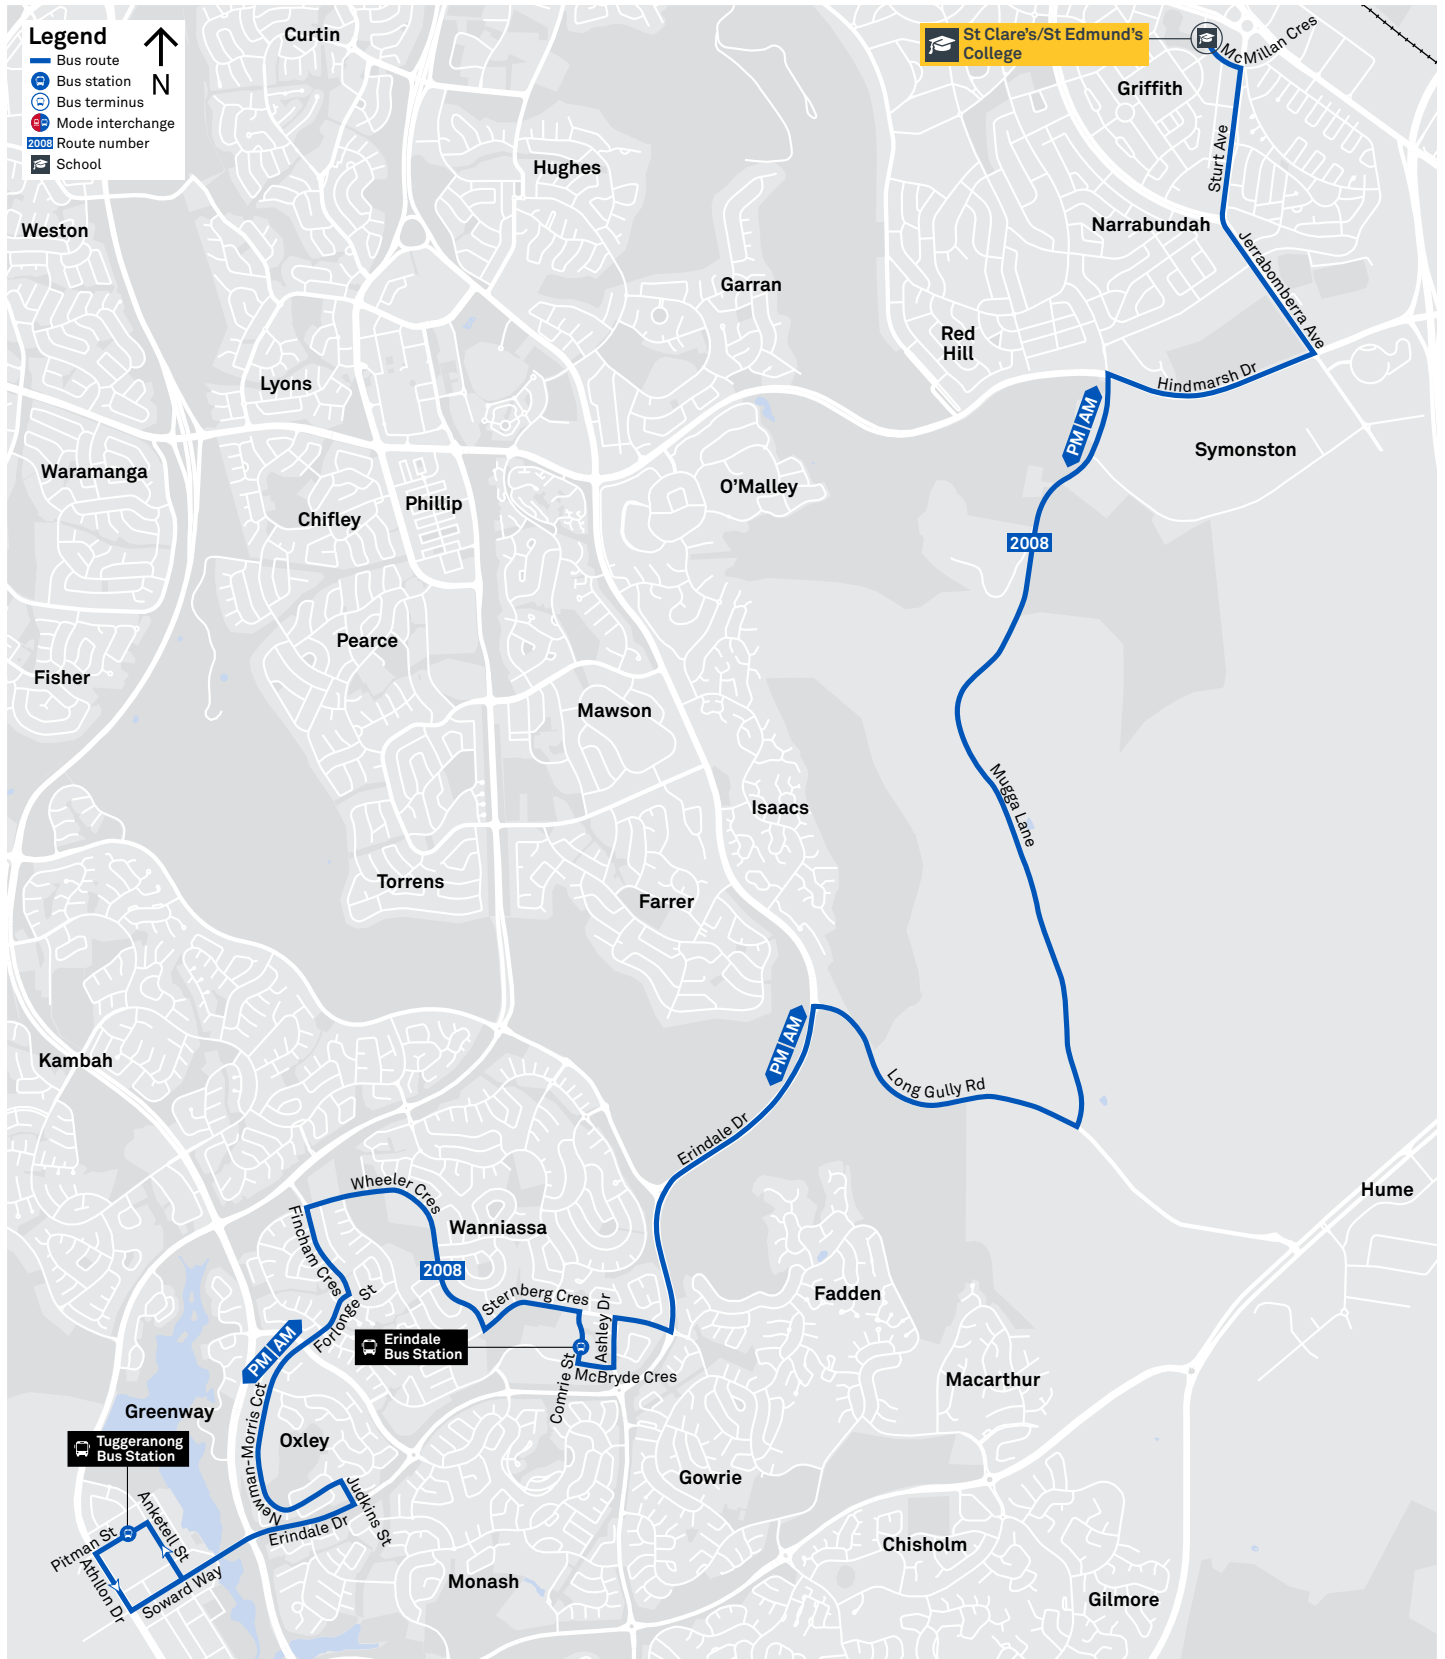 Legend
N
Bus route
Bus station
Bus terminus
Mode interchange
2008 Route number
School
Curtin
St Clare's/St Edmund's
College
McMillan Cres
Griffith
Sturt Ave
Hughes
Weston
Narrabundah
Jerrabomberra Ave
Garran
Red
Hill
Lyons
Hindmarsh Dr
PM | AM
Symonston
Waramanga
O'Malley
Phillip
Chifley
2008
Pearce
Fisher
Mawson
Mugga Lane
Isaacs
Torrens
Farrer
PM | AM
Kambah
Long Gully Rd
Erindale Dr
Wheeler Cres
Hume
Fincham Cres
Wanniassa
2008
Sternberg Cres
Ashley Dr
Fadden
Forlonge St
PM | AM
Erindale
Bus Station
Comrie St
McBryde Cres
Macarthur
Greenway
Newman-Morris Cct
Oxley
Tuggeranong
Bus Station
Gowrie
Judkins St
Anketell St
Erindale Dr
Pitman St
Chisholm
Athllon Dr
Soward Way
Monash
Gilmore